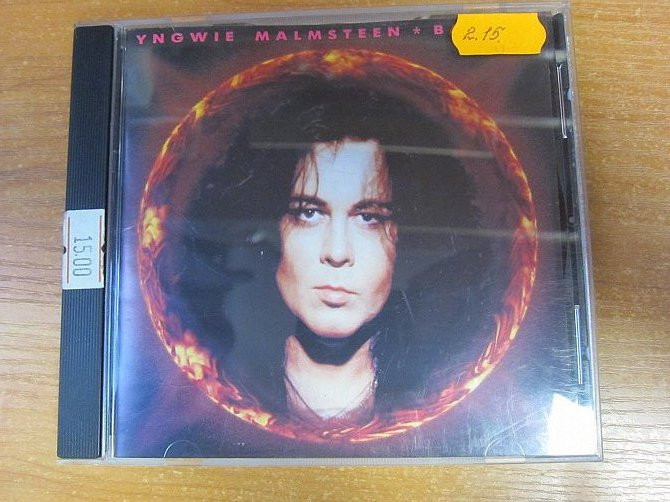 YNGWIE MALMSTEEN * B
2.15.
15.00